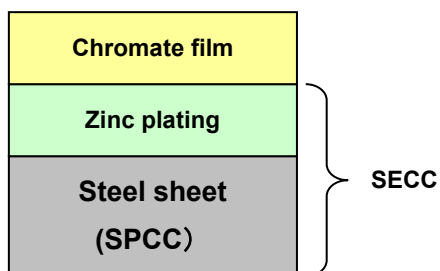 Chromate film
Zinc plating
Steel sheet
(SPCC）
SECC